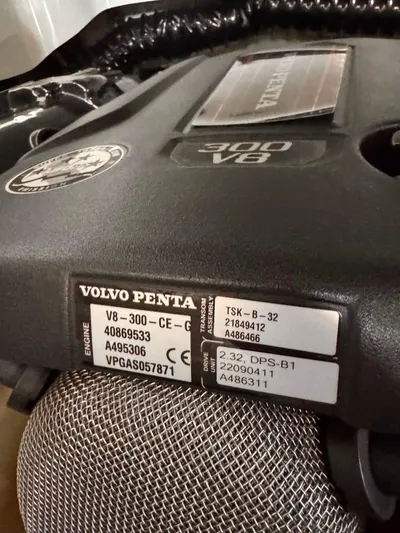 PENTA
300
V8
VOLVO PENTA
ENGINE
V8-300-CE-G
40869533
A495306
CE
VPGAS057871
TRANSOM
ASSEMBLY
TSK-B-32
21849412
A486466
DRIVE
UNIT
2.32, DPS-B1
22090411
A486311